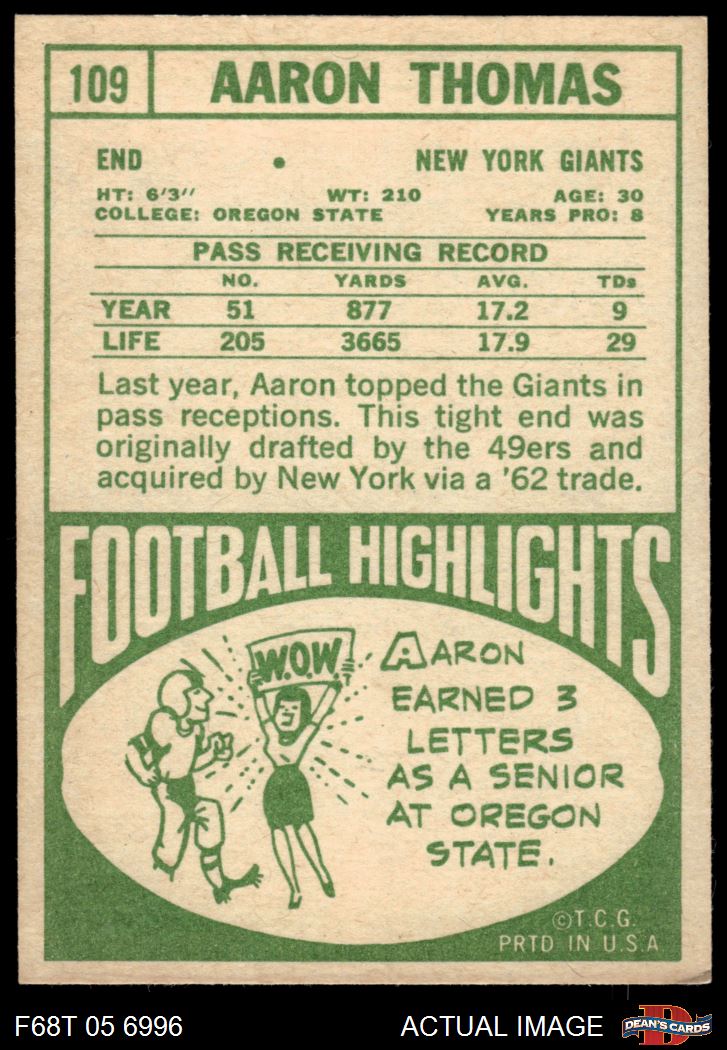 109 AARON THOMAS
END • NEW YORK GIANTS
HT: 6'3'' WT: 210 AGE: 30
COLLEGE: OREGON STATE YEARS PRO: 8
PASS RECEIVING RECORD
NO. YARDS AVG. TDs
YEAR 51 877 17.2 9
LIFE 205 3665 17.9 29
Last year, Aaron topped the Giants in
pass receptions. This tight end was
originally drafted by the 49ers and
acquired by New York via a '62 trade.
FOOTBALL HIGHLIGHTS
W.O.W.
AARON
EARNED 3
LETTERS
AS A SENIOR
AT OREGON
STATE.
©T.C.G.
PRTD IN U.S.A
F68T 05 6996 ACTUAL IMAGE D DEAN'S CARDS